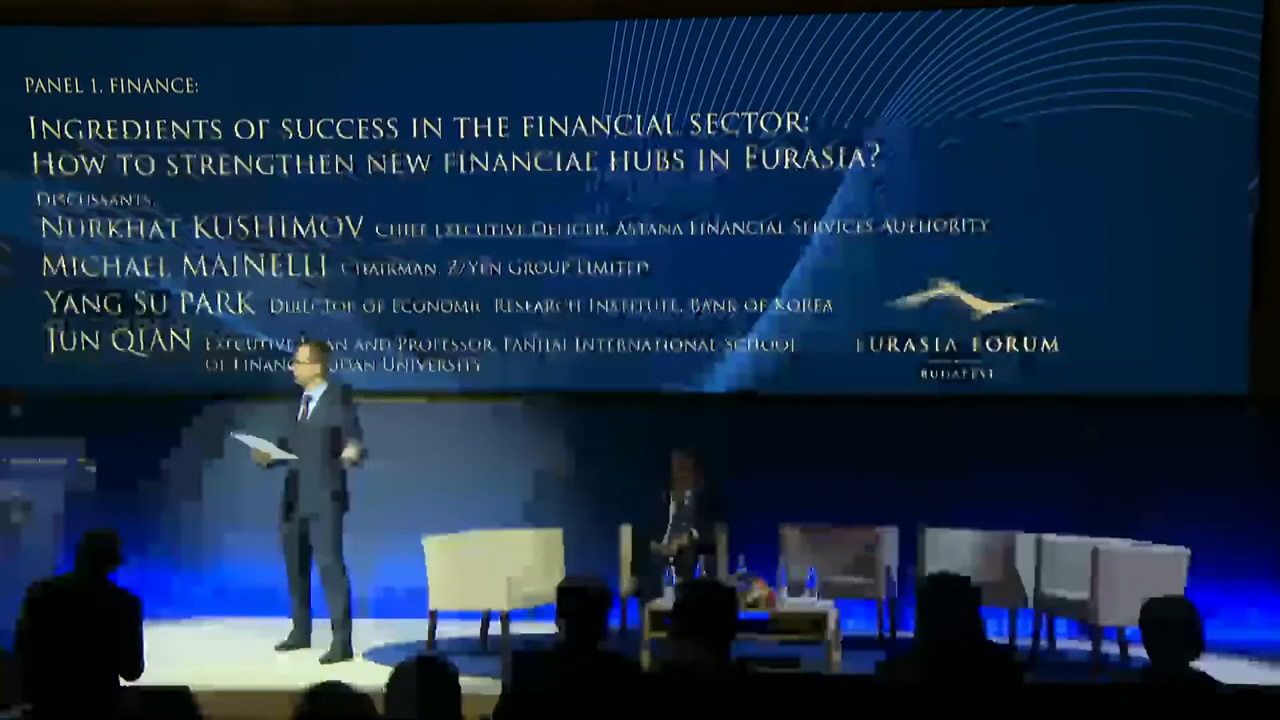 PANEL 1. FINANCE:
INGREDIENTS OF SUCCESS IN THE FINANCIAL SECTOR:
HOW TO STRENGTHEN NEW FINANCIAL HUBS IN EURASIA?
DISCUSSANTS:
NURKHAT KUSHIMOV CHIEF EXECUTIVE OFFICER, ASTANA FINANCIAL SERVICES AUTHORITY
MICHAEL MAINELLI CHAIRMAN, Z/YEN GROUP LIMITED
YANG SU PARK DIRECTOR OF ECONOMIC RESEARCH INSTITUTE, BANK OF KOREA
JUN QIAN EXECUTIVE AND PROFESSOR, FANHAI INTERNATIONAL SCHOOL
OF UNIVERSITY
EURASIA FORUM
BUDAPEST